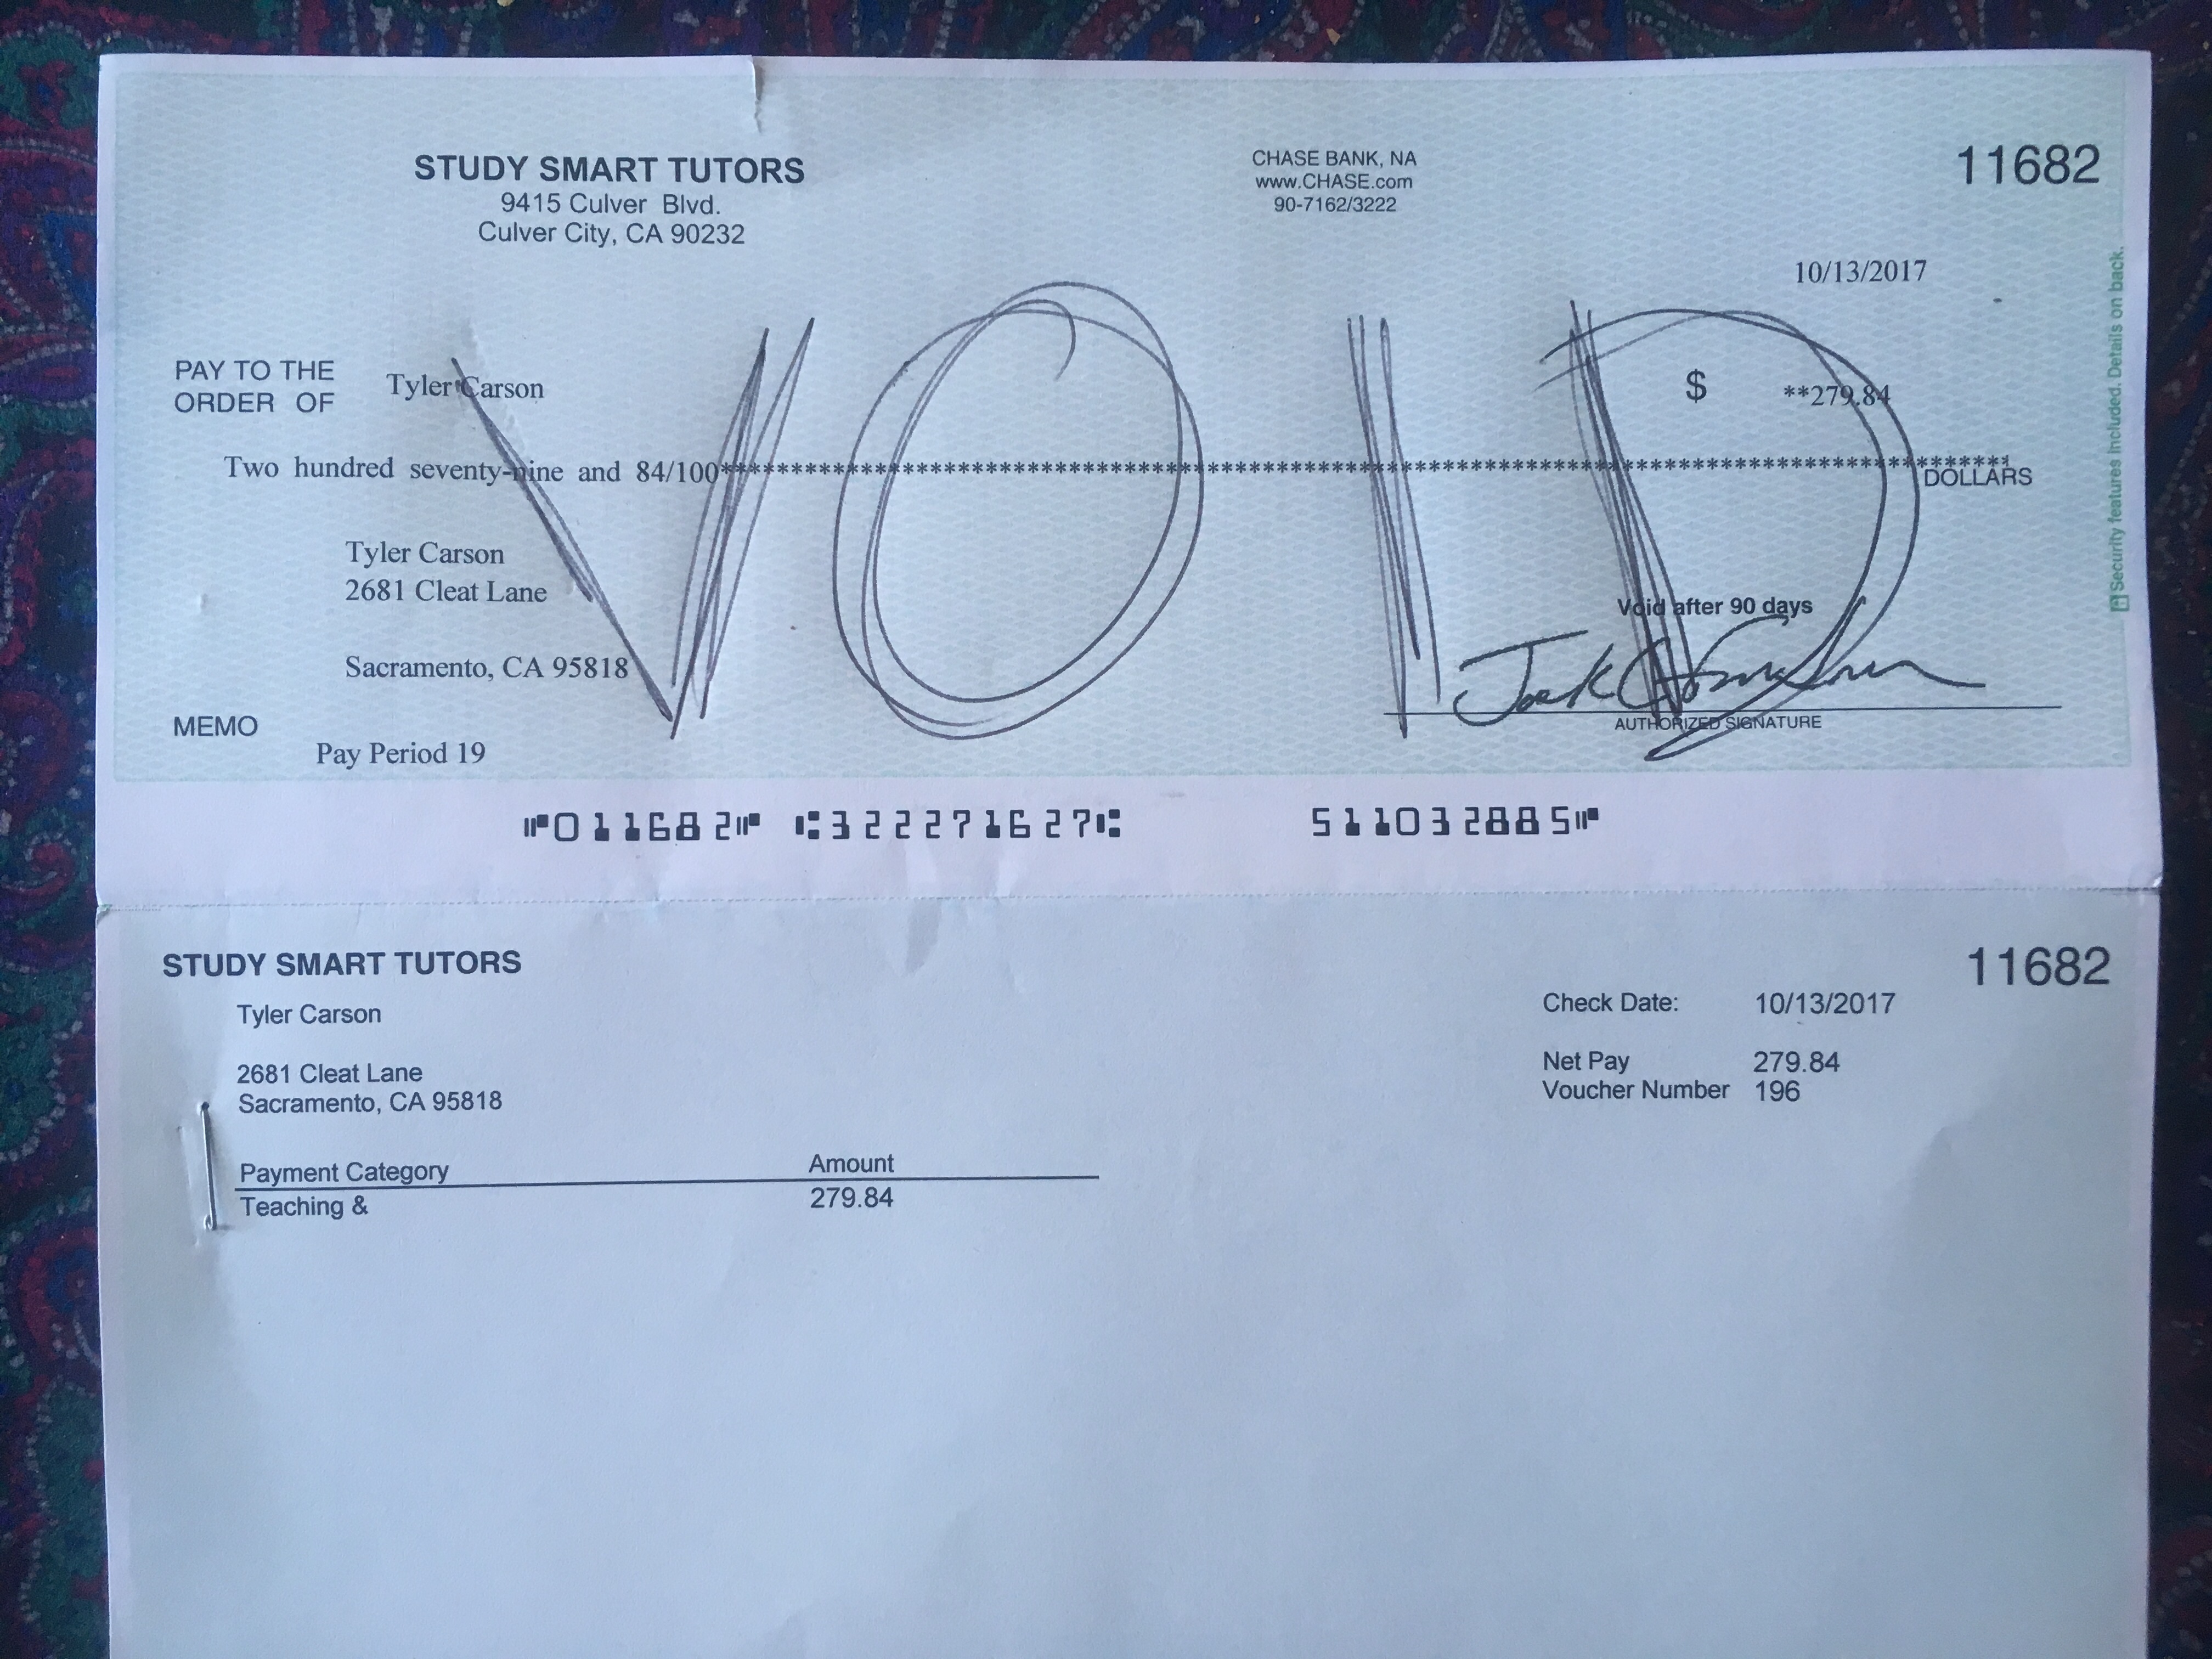 STUDY SMART TUTORS
9415 Culver Blvd.
Culver City, CA 90232
CHASE BANK, NA
www.CHASE.com
90-7162/3222
11682
10/13/2017
PAY TO THE
ORDER OF
Tyler Carson
$ **279.84
Two hundred seventy-nine and 84/100******************************************************************************************
DOLLARS
VOID
Tyler Carson
2681 Cleat Lane
Sacramento, CA 95818
Void after 90 days
AUTHORIZED SIGNATURE
MEMO
Pay Period 19
Security features included. Details on back.
⑈011682⑈ ⑆322271627⑆ 511032885⑈
STUDY SMART TUTORS
11682
Tyler Carson
2681 Cleat Lane
Sacramento, CA 95818
Check Date: 10/13/2017
Net Pay 279.84
Voucher Number 196
Payment Category Amount
Teaching & 279.84